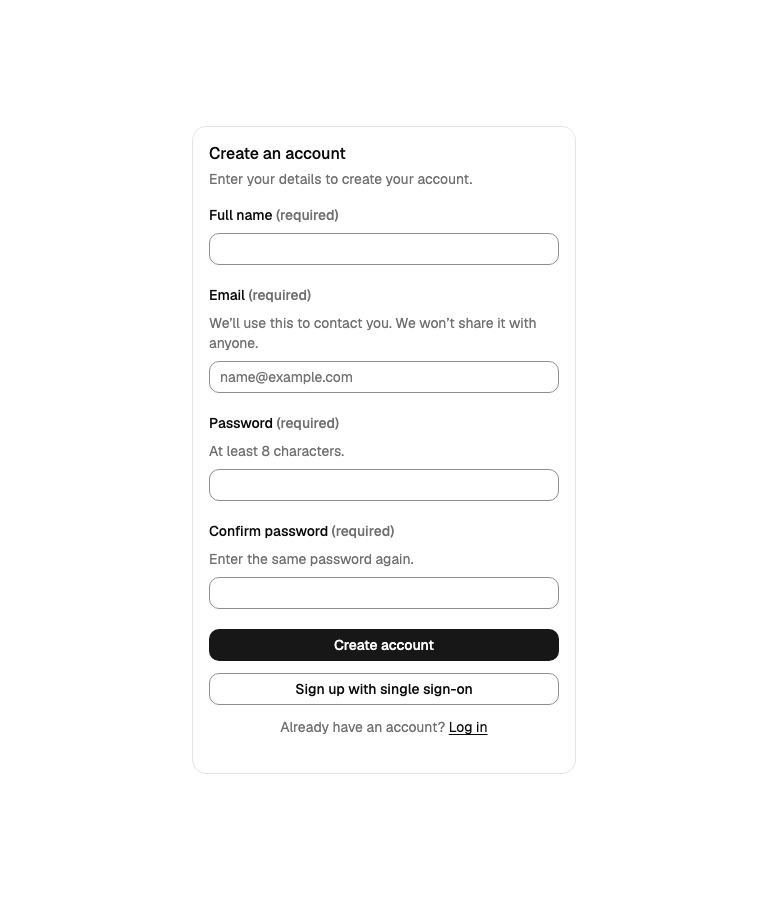 Create an account
Enter your details to create your account.
Full name (required)
Email (required)
We’ll use this to contact you. We won’t share it with
anyone.
name@example.com
Password (required)
At least 8 characters.
Confirm password (required)
Enter the same password again.
Create account
Sign up with single sign-on
Already have an account? Log in